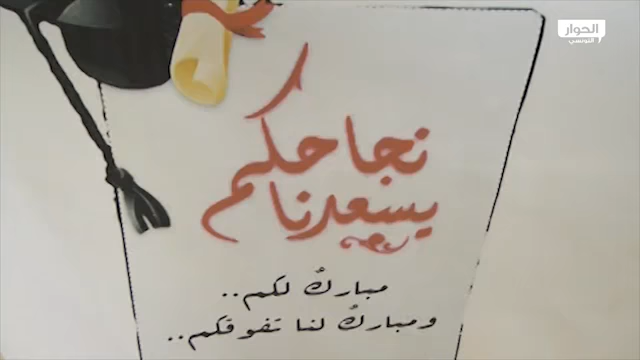 الحوار
التونسي
نجاحكم
يسعدنا
مباركٌ لكم..
ومباركٌ لنا تفوقكم..